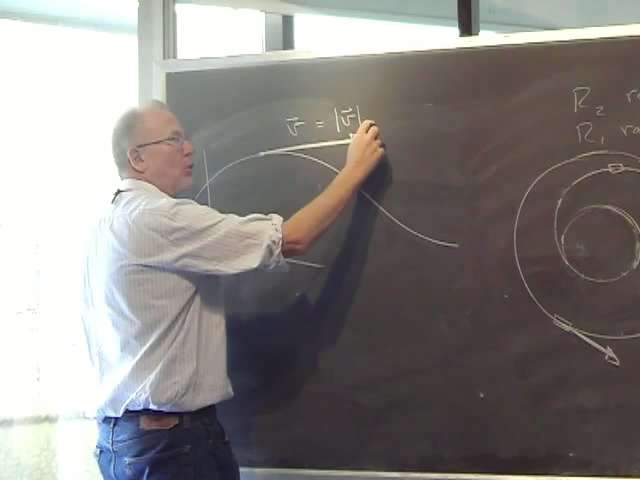 v⃗ = |v⃗|
R₂
R₁